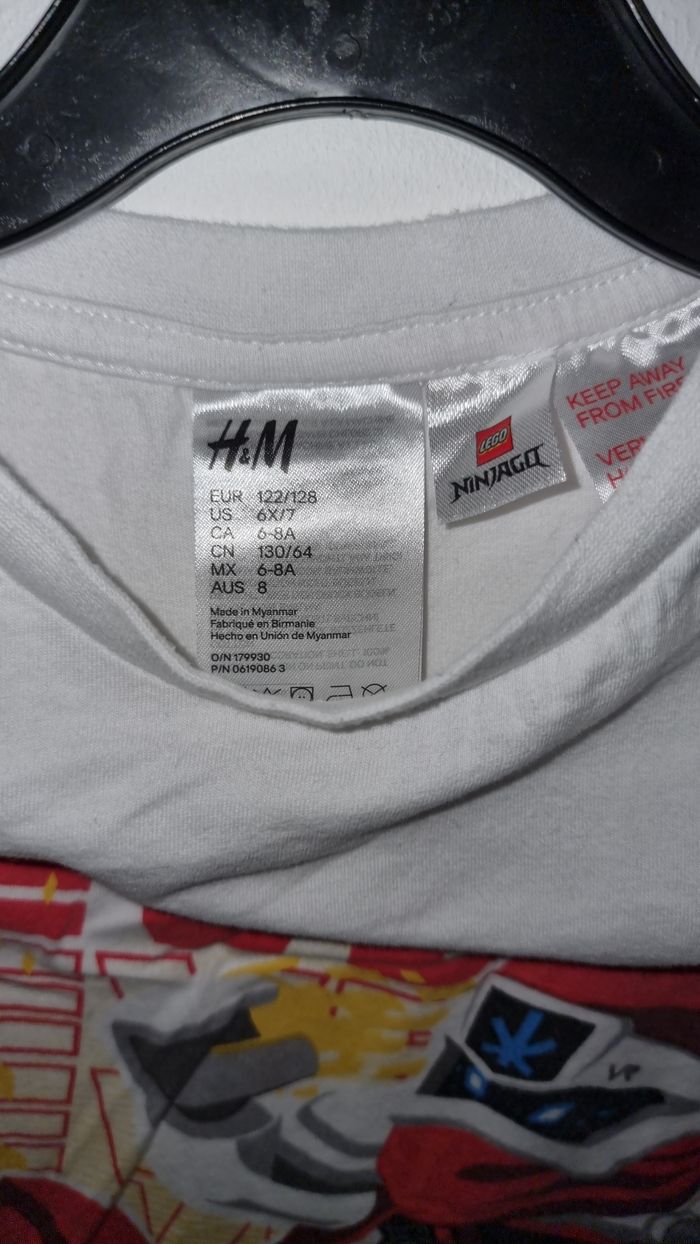 H&M
EUR 122/128
US 6X/7
CA 6-8A
CN 130/64
MX 6-8A
AUS 8
Made in Myanmar
Fabriqué en Birmanie
Hecho en Unión de Myanmar
O/N 179930
P/N 0619086 3
LEGO
NINJAGO
KEEP AWAY
FROM FIRE